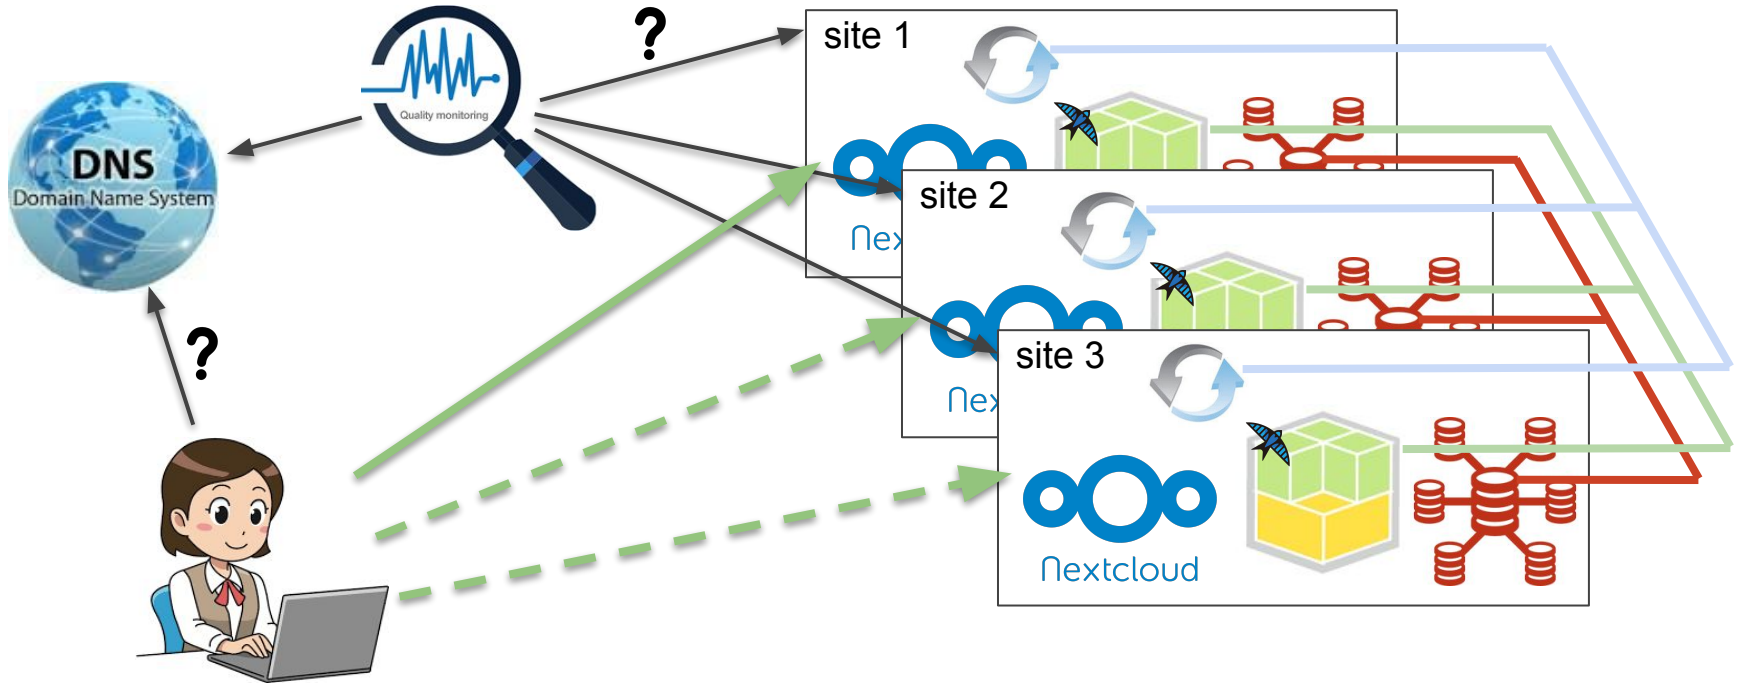 ?
site 1
Quality monitoring
DNS
Domain Name System
site 2
Nex
?
site 3
Nex
Nextcloud